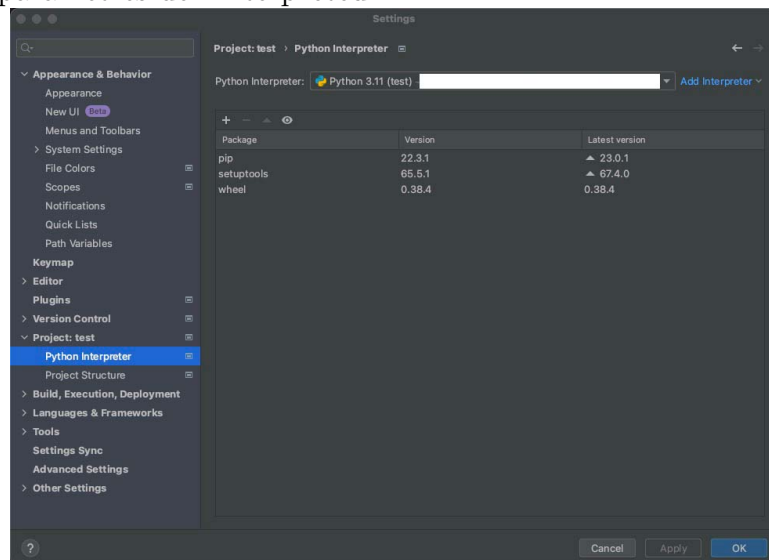 Settings
Project: test › Python Interpreter
Python Interpreter: Python 3.11 (test) Add Interpreter
Appearance & Behavior
Appearance
New UI Beta
Menus and Toolbars
System Settings
File Colors
Scopes
Notifications
Quick Lists
Path Variables
Keymap
Editor
Plugins
Version Control
Project: test
Python Interpreter
Project Structure
Build, Execution, Deployment
Languages & Frameworks
Tools
Settings Sync
Advanced Settings
Other Settings
Package Version Latest version
pip 22.3.1 23.0.1
setuptools 65.5.1 67.4.0
wheel 0.38.4 0.38.4
? Cancel Apply OK